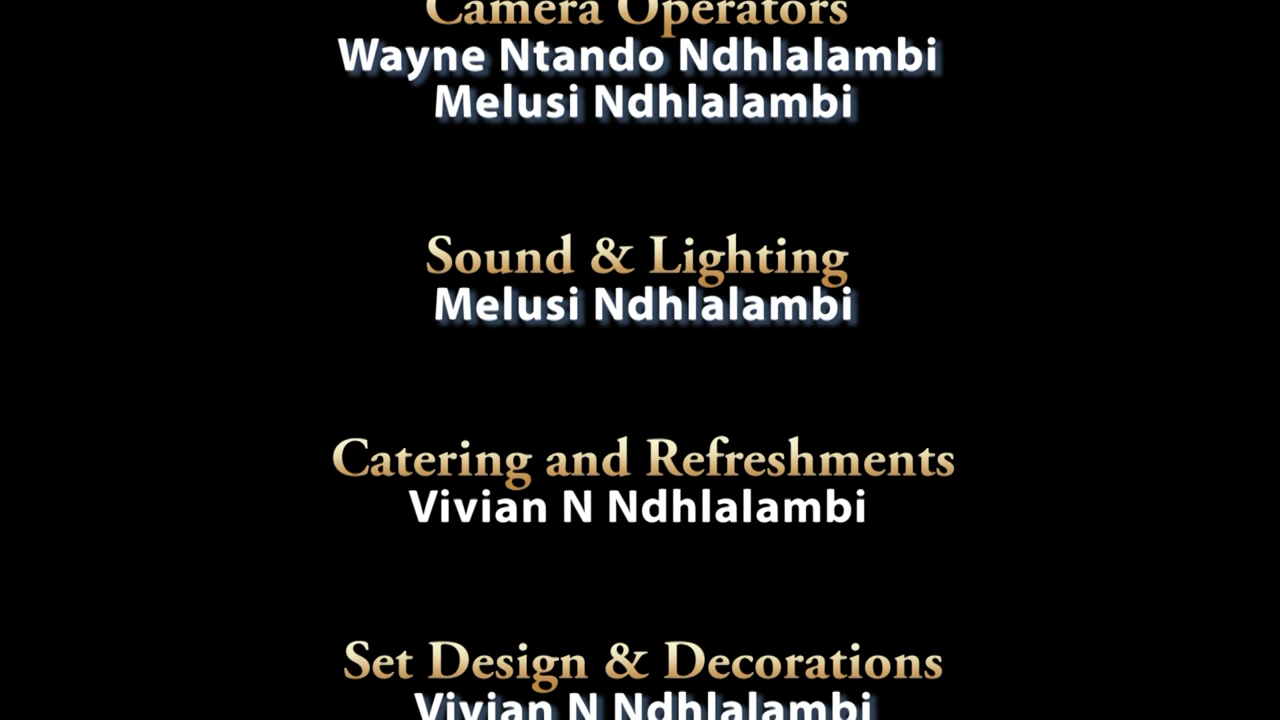 Camera Operators
Wayne Ntando Ndhlalambi
Melusi Ndhlalambi
Sound & Lighting
Melusi Ndhlalambi
Catering and Refreshments
Vivian N Ndhlalambi
Set Design & Decorations
Vivian N Ndhlalambi